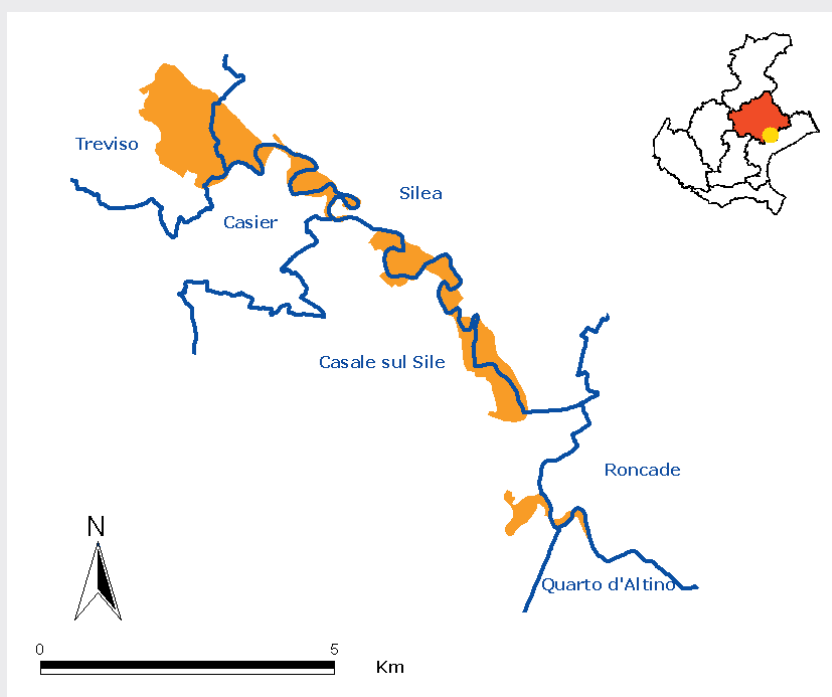 Treviso
Silea
Casier
Casale sul Sile
Roncade
N
Quarto d'Altino
0 5
Km